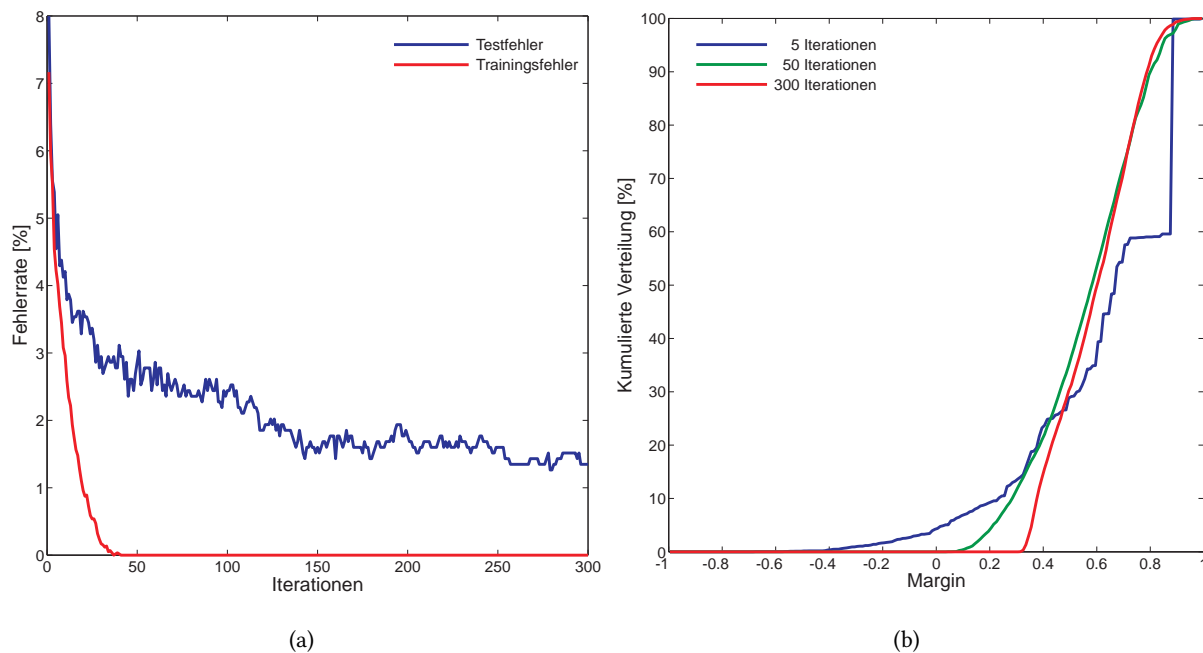 8
7
6
5
4
3
2
1
0
Fehlerrate [%]
Testfehler
Trainingsfehler
0 50 100 150 200 250 300
Iterationen
(a)
100
90
80
70
60
50
40
30
20
10
0
Kumulierte Verteilung [%]
5 Iterationen
50 Iterationen
300 Iterationen
-1 -0.8 -0.6 -0.4 -0.2 0 0.2 0.4 0.6 0.8 1
Margin
(b)